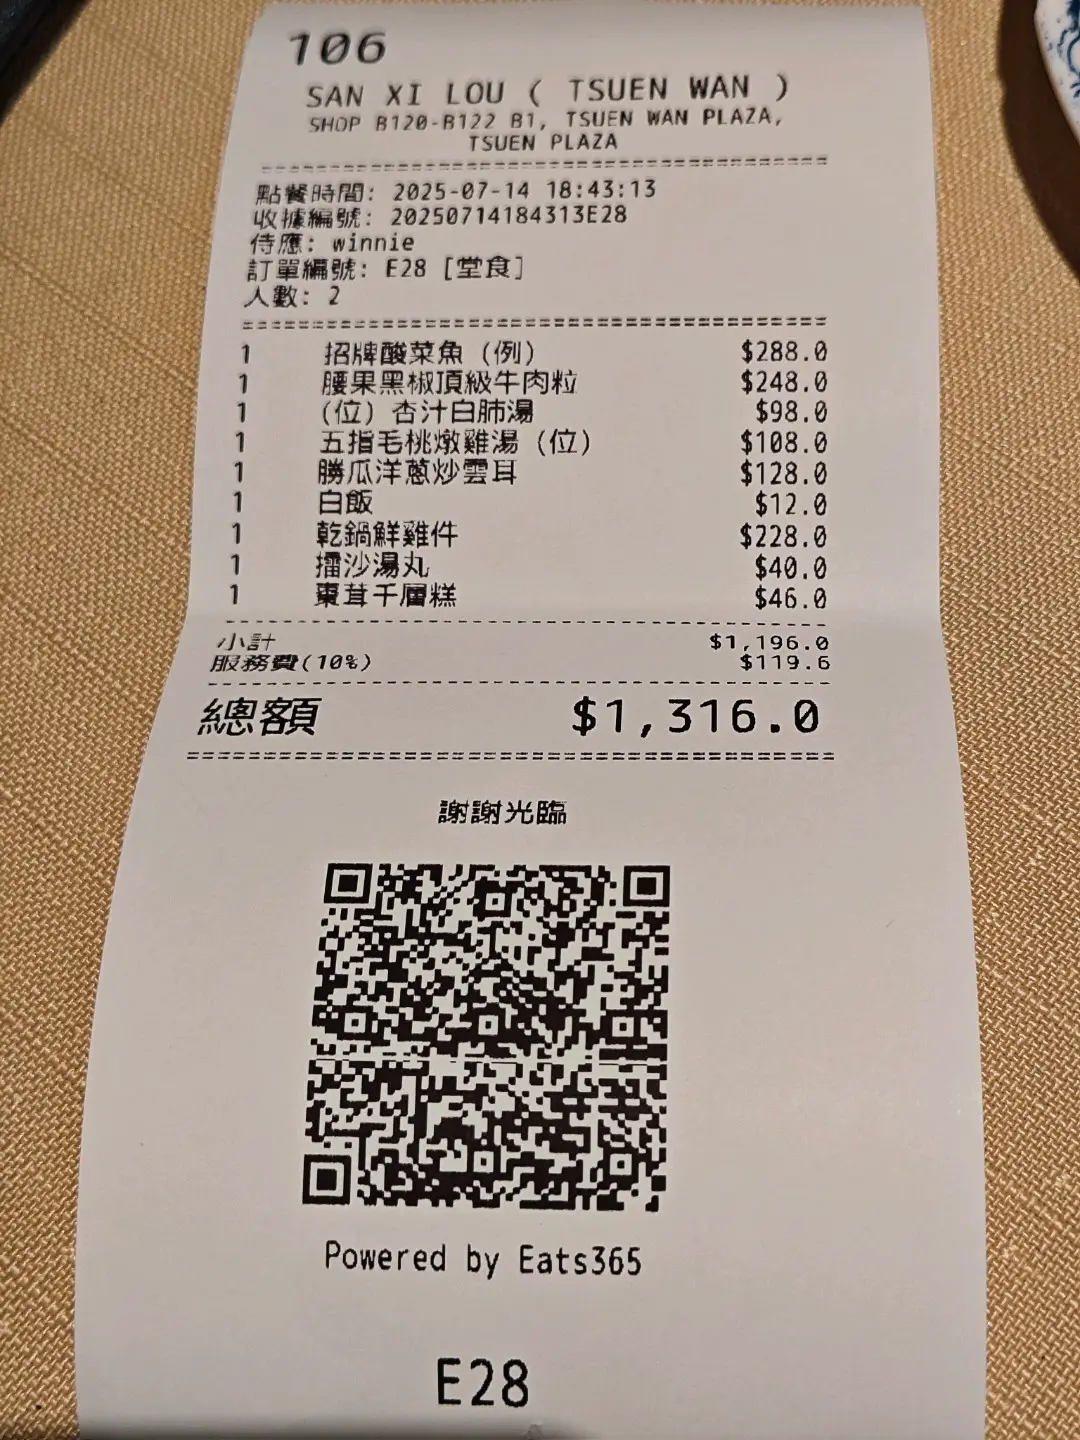 106
SAN XI LOU ( TSUEN WAN )
SHOP B120-B122 B1, TSUEN WAN PLAZA,
TSUEN PLAZA
點餐時間: 2025-07-14 18:43:13
收據編號: 20250714184313E28
侍應: winnie
訂單編號: E28 [堂食]
人數: 2
1 招牌酸菜魚 (例) $288.0
1 腰果黑椒頂級牛肉粒 $248.0
1 (位) 杏汁白肺湯 $98.0
1 五指毛桃燉雞湯 (位) $108.0
1 勝瓜洋蔥炒雲耳 $128.0
1 白飯 $12.0
1 乾鍋鮮雞件 $228.0
1 擂沙湯丸 $40.0
1 棗茸千層糕 $46.0
小計 $1,196.0
服務費(10%) $119.6
總額 $1,316.0
謝謝光臨
Powered by Eats365
E28